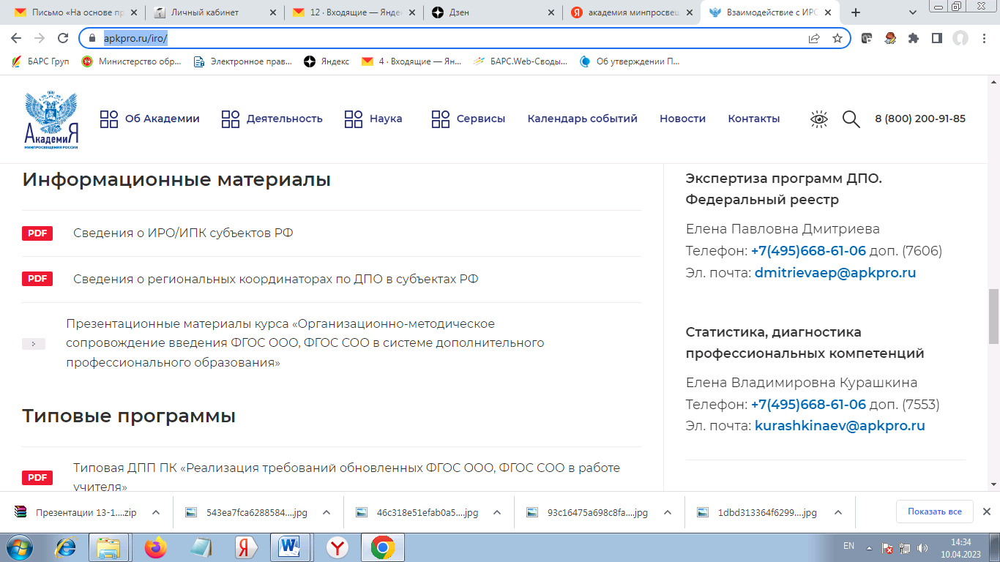 Письмо «На основе пр
Личный кабинет
12 · Входящие — Янде
Дзен
академия минпросвещ
Взаимодействие с ИРО
apkpro.ru/iro/
БАРС Груп
Министерство обр...
Электронное прав...
Яндекс
4 · Входящие — Ян...
БАРС.Web-Своды...
Об утверждении П...
АкадемиЯ
МИНПРОСВЕЩЕНИЯ РОССИИ
Об Академии
Деятельность
Наука
Сервисы
Календарь событий
Новости
Контакты
8 (800) 200-91-85
Информационные материалы
PDF Сведения о ИРО/ИПК субъектов РФ
PDF Сведения о региональных координаторах по ДПО в субъектах РФ
Презентационные материалы курса «Организационно-методическое
сопровождение введения ФГОС ООО, ФГОС СОО в системе дополнительного
профессионального образования»
Типовые программы
PDF Типовая ДПП ПК «Реализация требований обновленных ФГОС ООО, ФГОС СОО в работе
учителя»
Экспертиза программ ДПО.
Федеральный реестр
Елена Павловна Дмитриева
Телефон: +7(495)668-61-06 доп. (7606)
Эл. почта: dmitrievaep@apkpro.ru
Статистика, диагностика
профессиональных компетенций
Елена Владимировна Курашкина
Телефон: +7(495)668-61-06 доп. (7553)
Эл. почта: kurashkinaev@apkpro.ru
Презентации 13-1....zip
543ea7fca6288584....jpg
46c318e51efab0a5....jpg
93c16475a698c8fa....jpg
1dbd313364f6299....jpg
Показать все
EN
14:34
10.04.2023